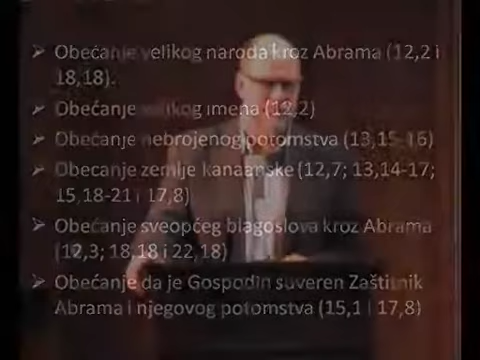 ➢ Obećanje velikog naroda kroz Abrama (12,2 i
18,18).
➢ Obećanje velikog imena (12,2)
➢ Obećanje nebrojenog potomstva (13,15-16)
➢ Obecanje zemlje kanaanske (12,7; 13,14-17;
15,18-21 i 17,8)
➢ Obećanje sveopćeg blagoslova kroz Abrama
(12,3; 18,18 i 22,18)
➢ Obećanje da je Gospodin suveren Zaštitnik
Abrama i njegovog potomstva (15,1 i 17,8)